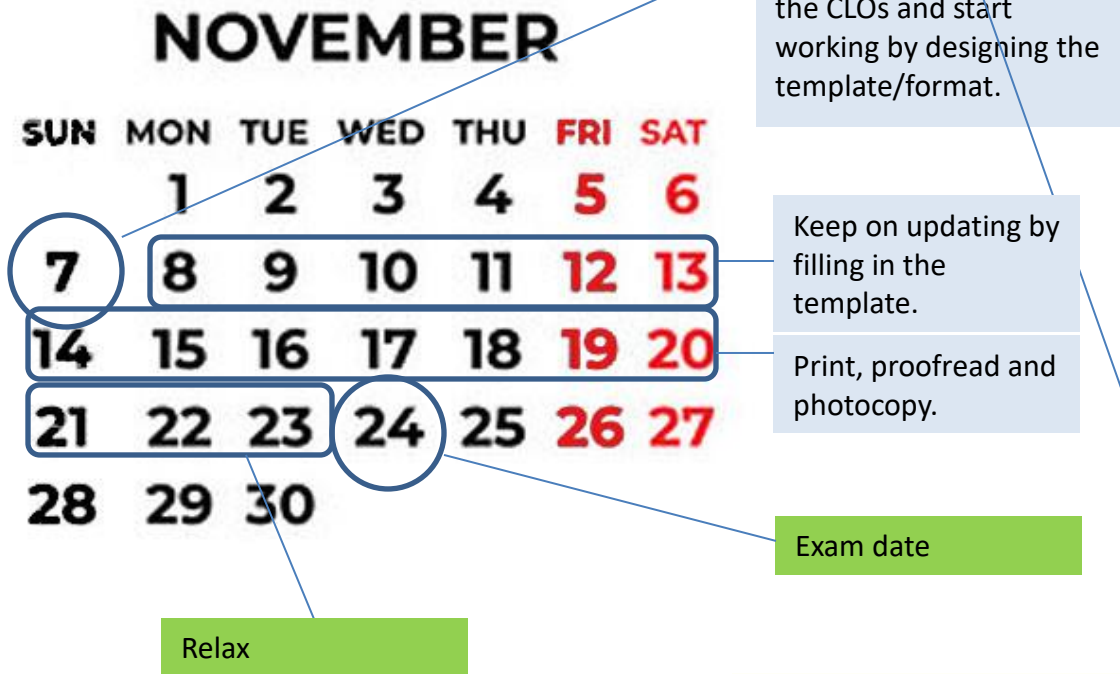 the CLOs and start
working by designing the
template/format.
NOVEMBER
SUN MON TUE WED THU FRI SAT
1 2 3 4 5 6
7 8 9 10 11 12 13
14 15 16 17 18 19 20
21 22 23 24 25 26 27
28 29 30
Keep on updating by
filling in the
template.
Print, proofread and
photocopy.
Exam date
Relax